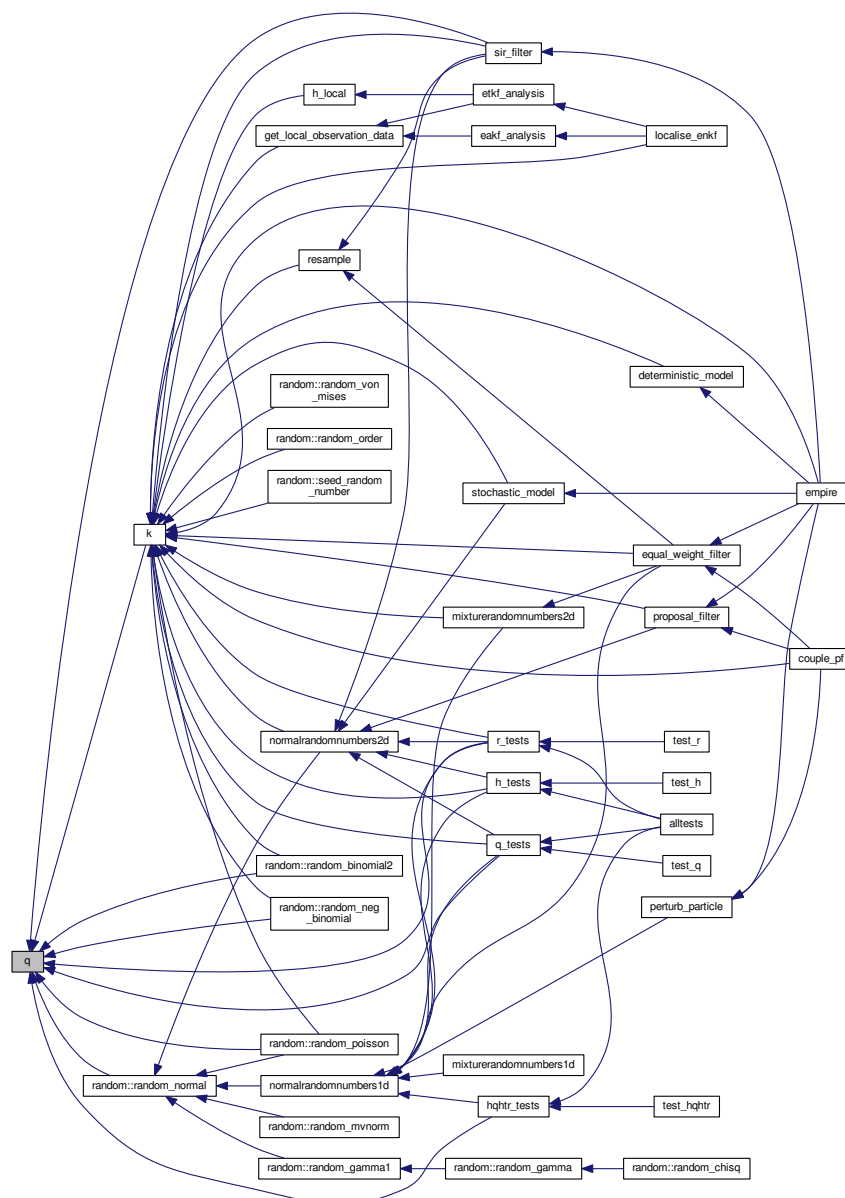 sir_filter
h_local
etkf_analysis
get_local_observation_data
eakf_analysis
localise_enkf
resample
deterministic_model
random::random_von
_mises
random::random_order
random::seed_random
_number
stochastic_model
empire
k
equal_weight_filter
mixturerandomnumbers2d
proposal_filter
couple_pf
normalrandomnumbers2d
r_tests
test_r
h_tests
test_h
alltests
q_tests
test_q
random::random_binomial2
random::random_neg
_binomial
perturb_particle
q
random::random_poisson
mixturerandomnumbers1d
random::random_normal
normalrandomnumbers1d
hqhtr_tests
test_hqhtr
random::random_mvnorm
random::random_gamma1
random::random_gamma
random::random_chisq